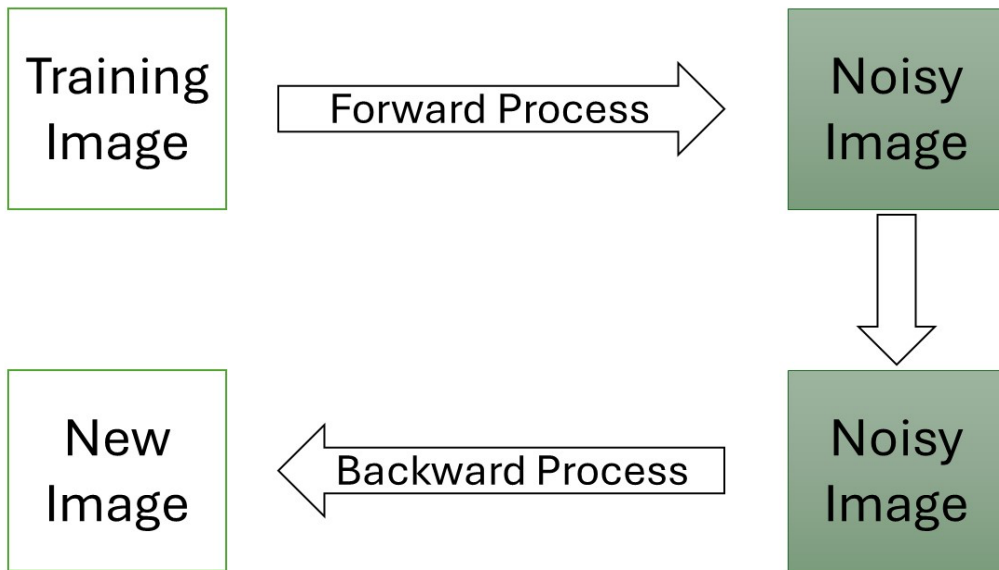 Training
Image
Forward Process
Noisy
Image
New
Image
Backward Process
Noisy
Image